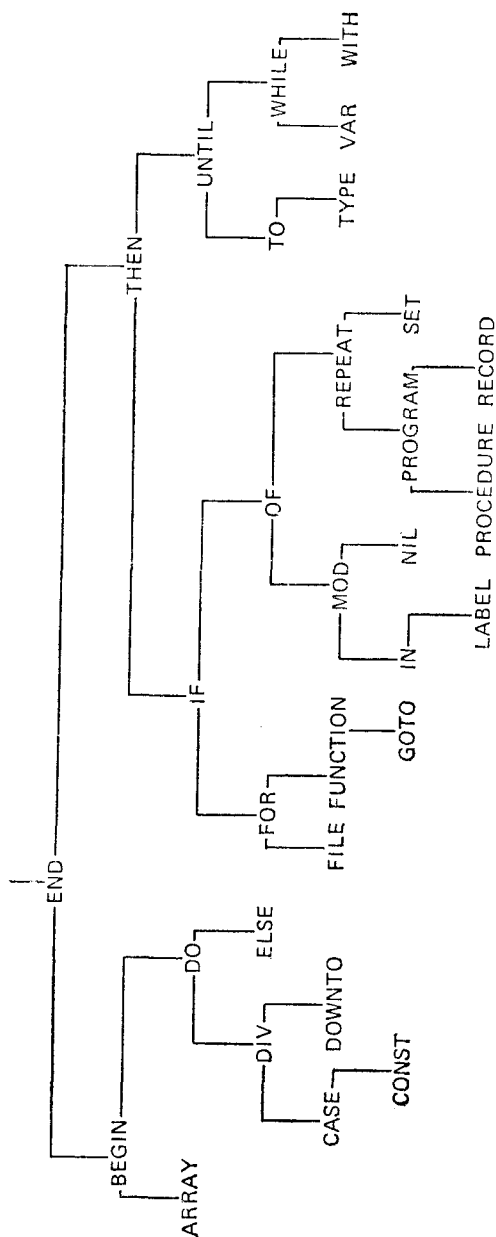 END
BEGIN THEN
ARRAY DO IF UNTIL
DIV ELSE FOR OF TO WHILE
CASE DOWNTO FILE FUNCTION MOD REPEAT TYPE VAR WITH
CONST GOTO IN NIL PROGRAM SET
LABEL PROCEDURE RECORD